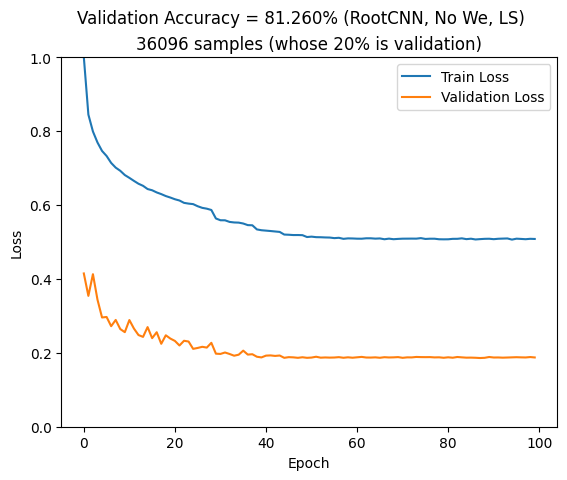 Validation Accuracy = 81.260% (RootCNN, No We, LS)
36096 samples (whose 20% is validation)
1.0
0.8
0.6
0.4
0.2
0.0
Loss
Train Loss
Validation Loss
0
20
40
60
80
100
Epoch